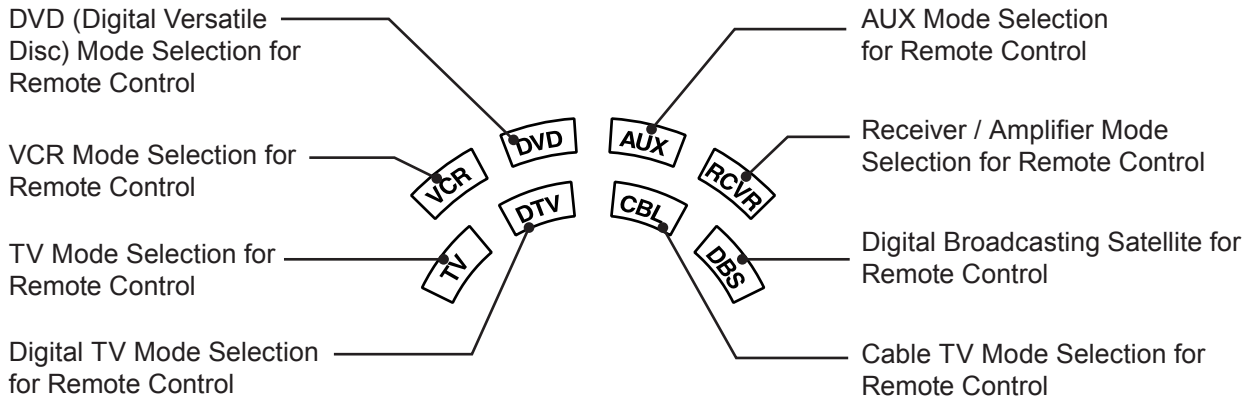 DVD (Digital Versatile
Disc) Mode Selection for
Remote Control
VCR Mode Selection for
Remote Control
TV Mode Selection for
Remote Control
Digital TV Mode Selection
for Remote Control
VCR
DVD
TV
DTV
AUX
RCVR
CBL
DBS
AUX Mode Selection
for Remote Control
Receiver / Amplifier Mode
Selection for Remote Control
Digital Broadcasting Satellite for
Remote Control
Cable TV Mode Selection for
Remote Control